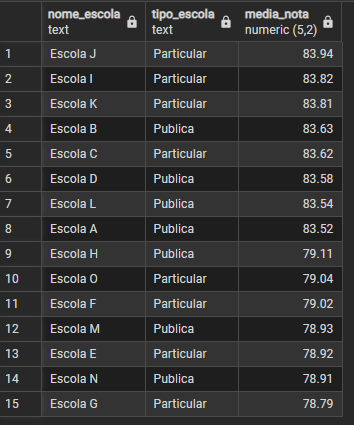 nome_escola tipo_escola media_nota
text text numeric (5,2)
1 Escola J Particular 83.94
2 Escola I Particular 83.82
3 Escola K Particular 83.81
4 Escola B Publica 83.63
5 Escola C Particular 83.62
6 Escola D Publica 83.58
7 Escola L Publica 83.54
8 Escola A Publica 83.52
9 Escola H Publica 79.11
10 Escola O Particular 79.04
11 Escola F Particular 79.02
12 Escola M Publica 78.93
13 Escola E Particular 78.92
14 Escola N Publica 78.91
15 Escola G Particular 78.79